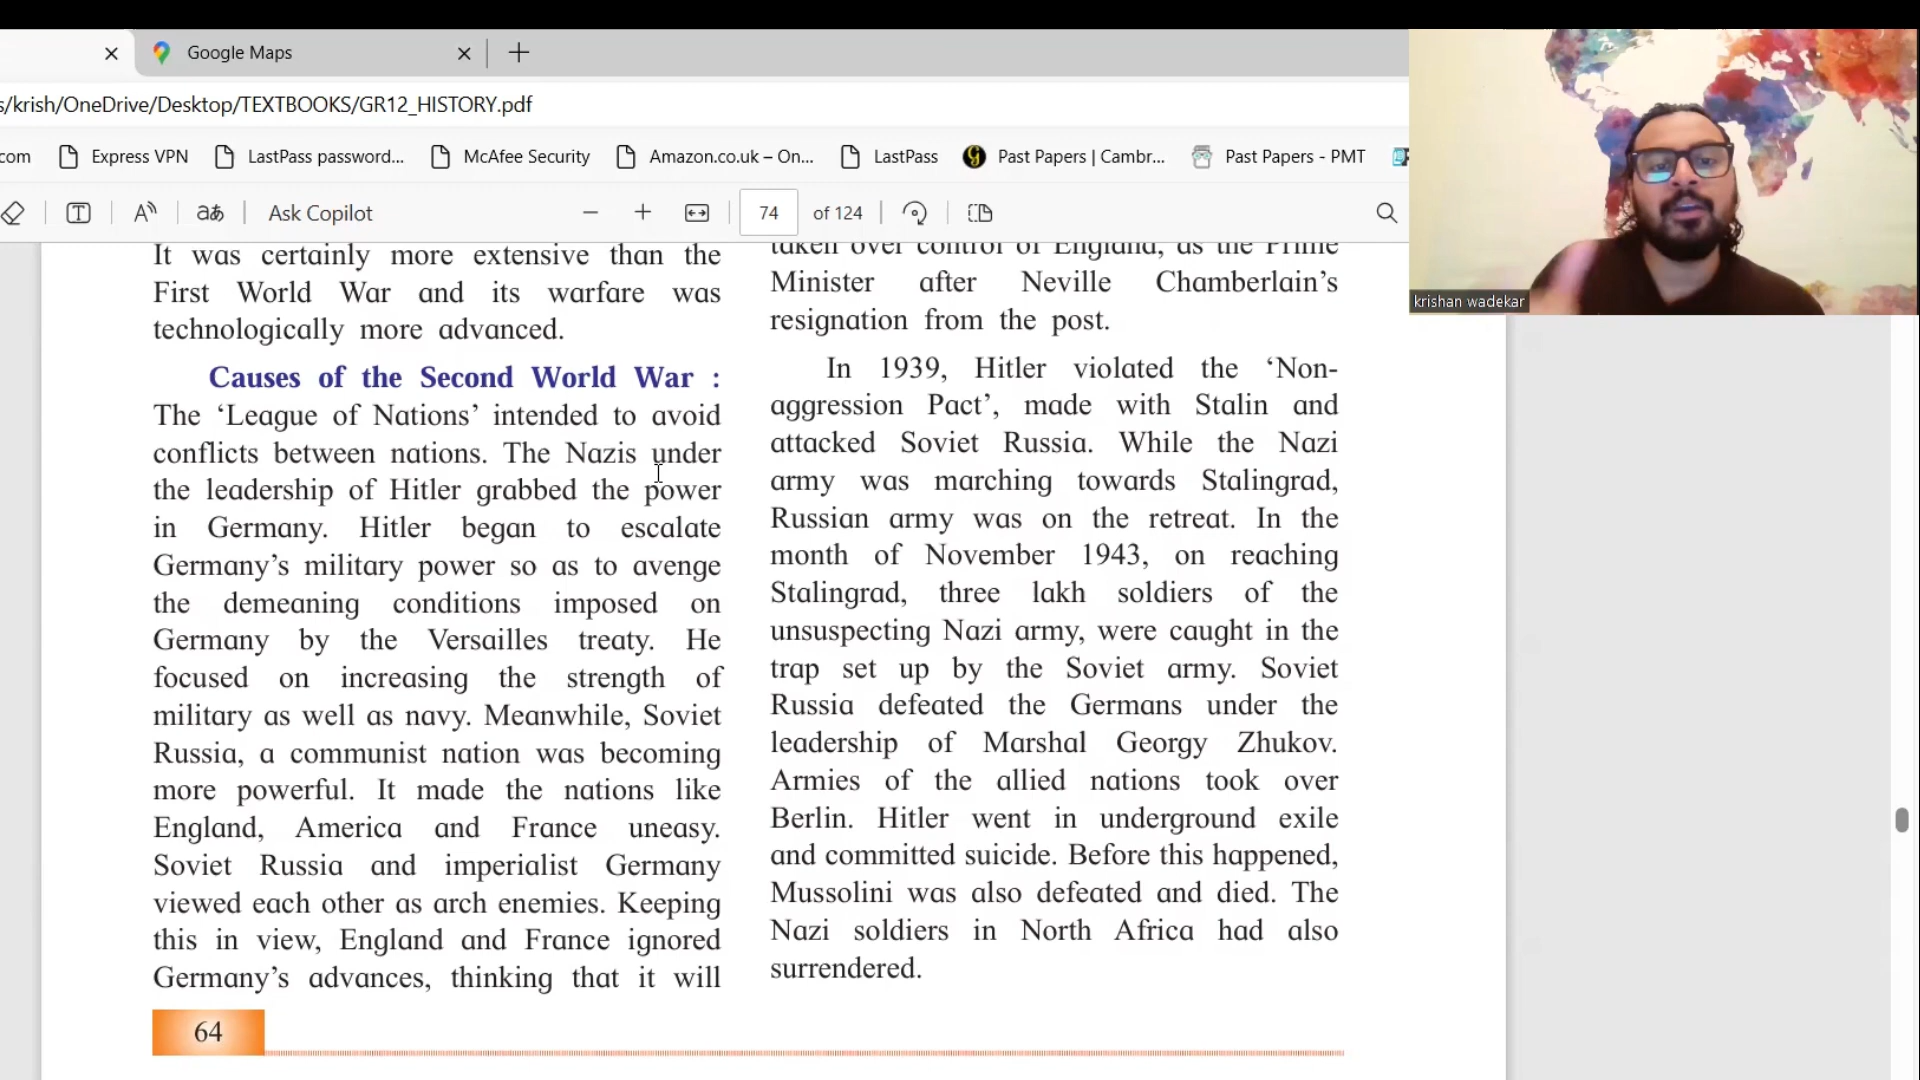 Google Maps
s/krish/OneDrive/Desktop/TEXTBOOKS/GR12_HISTORY.pdf
com
Express VPN
LastPass password...
McAfee Security
Amazon.co.uk – On...
LastPass
Past Papers | Cambr...
Past Papers - PMT
Ask Copilot
74
of 124
krishan wadekar
It was certainly more extensive than the
First World War and its warfare was
technologically more advanced.
Causes of the Second World War :
The ‘League of Nations’ intended to avoid
conflicts between nations. The Nazis under
the leadership of Hitler grabbed the power
in Germany. Hitler began to escalate
Germany’s military power so as to avenge
the demeaning conditions imposed on
Germany by the Versailles treaty. He
focused on increasing the strength of
military as well as navy. Meanwhile, Soviet
Russia, a communist nation was becoming
more powerful. It made the nations like
England, America and France uneasy.
Soviet Russia and imperialist Germany
viewed each other as arch enemies. Keeping
this in view, England and France ignored
Germany’s advances, thinking that it will
taken over control of England, as the Prime
Minister after Neville Chamberlain’s
resignation from the post.
In 1939, Hitler violated the ‘Non-
aggression Pact’, made with Stalin and
attacked Soviet Russia. While the Nazi
army was marching towards Stalingrad,
Russian army was on the retreat. In the
month of November 1943, on reaching
Stalingrad, three lakh soldiers of the
unsuspecting Nazi army, were caught in the
trap set up by the Soviet army. Soviet
Russia defeated the Germans under the
leadership of Marshal Georgy Zhukov.
Armies of the allied nations took over
Berlin. Hitler went in underground exile
and committed suicide. Before this happened,
Mussolini was also defeated and died. The
Nazi soldiers in North Africa had also
surrendered.
64